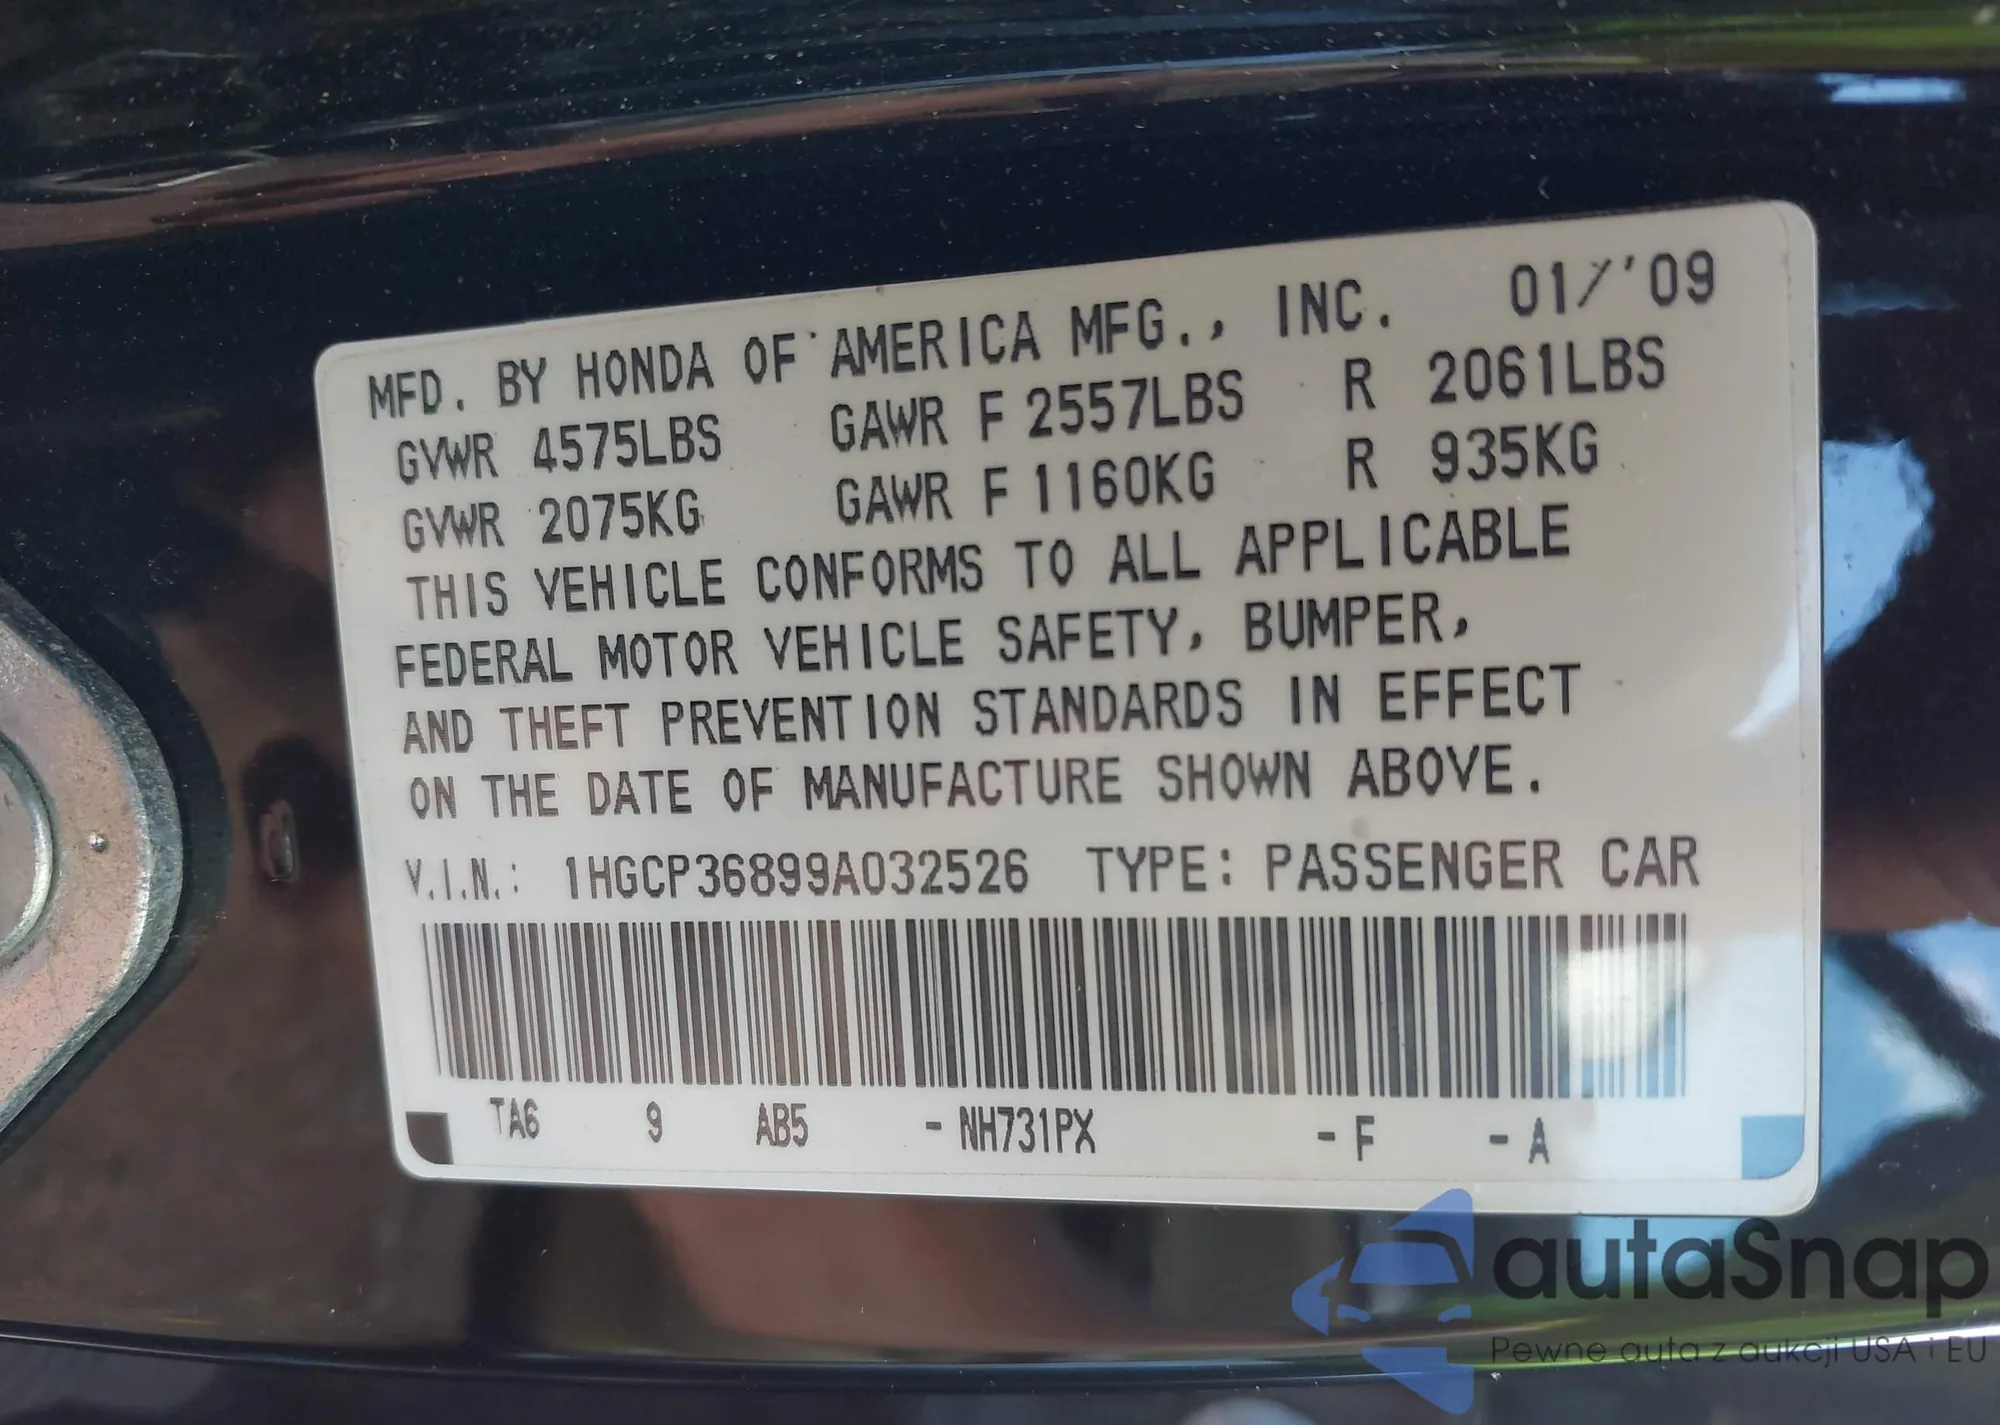 MFD. BY HONDA OF AMERICA MFG., INC. 01/'09
GVWR 4575LBS GAWR F 2557LBS R 2061LBS
GVWR 2075KG GAWR F 1160KG R 935KG
THIS VEHICLE CONFORMS TO ALL APPLICABLE
FEDERAL MOTOR VEHICLE SAFETY, BUMPER,
AND THEFT PREVENTION STANDARDS IN EFFECT
ON THE DATE OF MANUFACTURE SHOWN ABOVE.
V.I.N.: 1HGCP36899A032526 TYPE: PASSENGER CAR
TA6 9 AB5 - NH731PX - F - A
autaSnap
Pewne auta z aukcji USA i EU